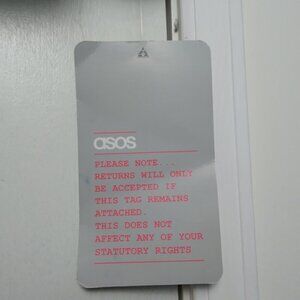 asos
PLEASE NOTE...
RETURNS WILL ONLY
BE ACCEPTED IF
THIS TAG REMAINS
ATTACHED.
THIS DOES NOT
AFFECT ANY OF YOUR
STATUTORY RIGHTS